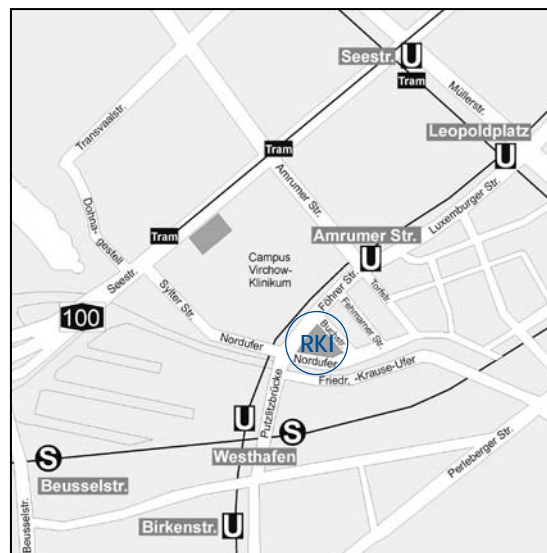 Seestr.
U
Tram
Müllerstr.
Transvaalstr.
Leopoldplatz
U
Tram
Amrumer Str.
Luxemburger Str.
Dohna-
gestell
Tram
Amrumer Str.
U
Campus
Virchow-
Klinikum
Seestr.
Sylter Str.
Föhrer Str.
Torfstr.
Fehmarner Str.
Buchstr.
100
RKI
Nordufer
Nordufer
Friedr. -Krause-Ufer
Putlitzbrücke
U
S
Westhafen
S
Beusselstr.
Perleberger Str.
Beusselstr.
Birkenstr.
U